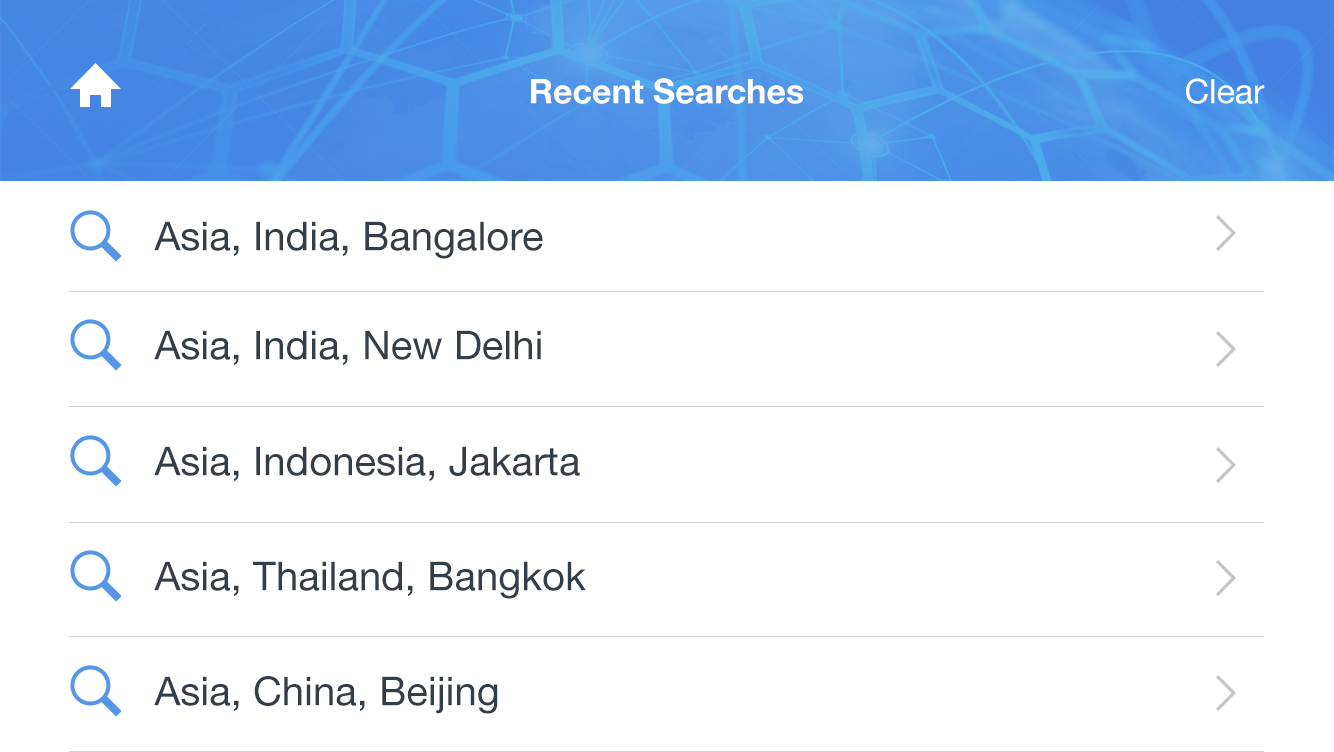 Recent Searches
Clear
Asia, India, Bangalore
Asia, India, New Delhi
Asia, Indonesia, Jakarta
Asia, Thailand, Bangkok
Asia, China, Beijing